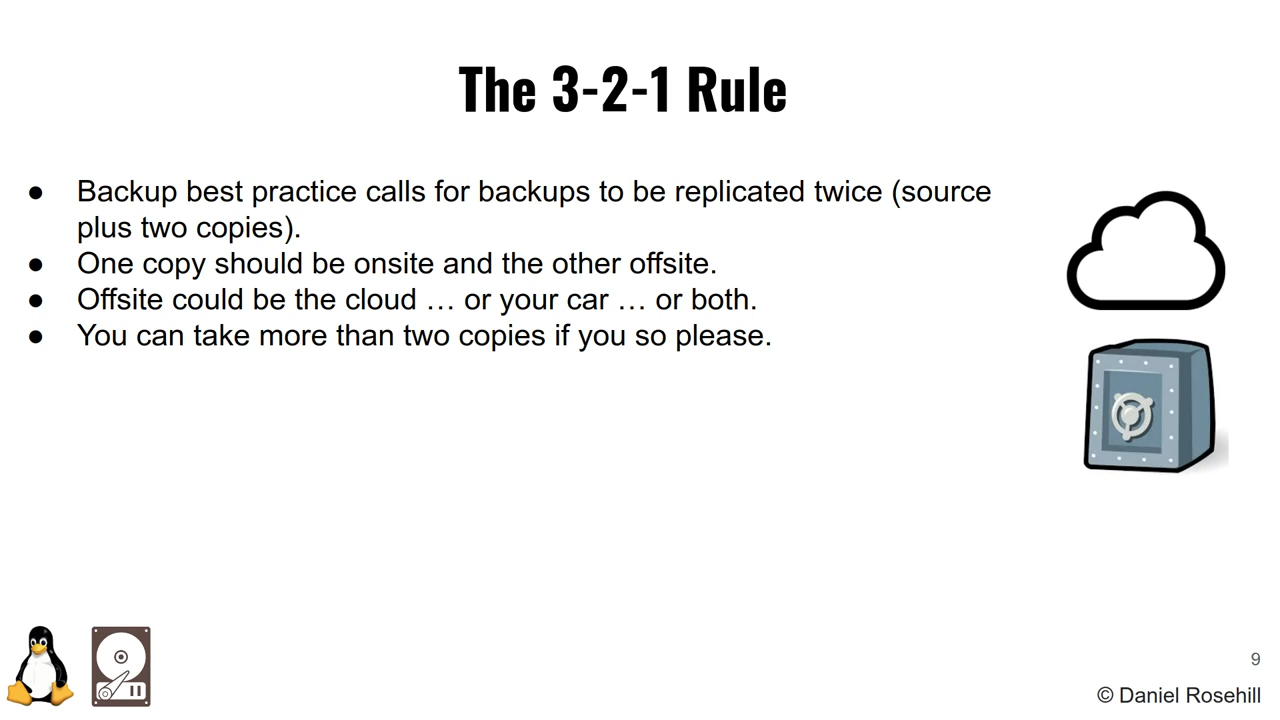 The 3-2-1 Rule
● Backup best practice calls for backups to be replicated twice (source
plus two copies).
● One copy should be onsite and the other offsite.
● Offsite could be the cloud … or your car … or both.
● You can take more than two copies if you so please.
9
© Daniel Rosehill